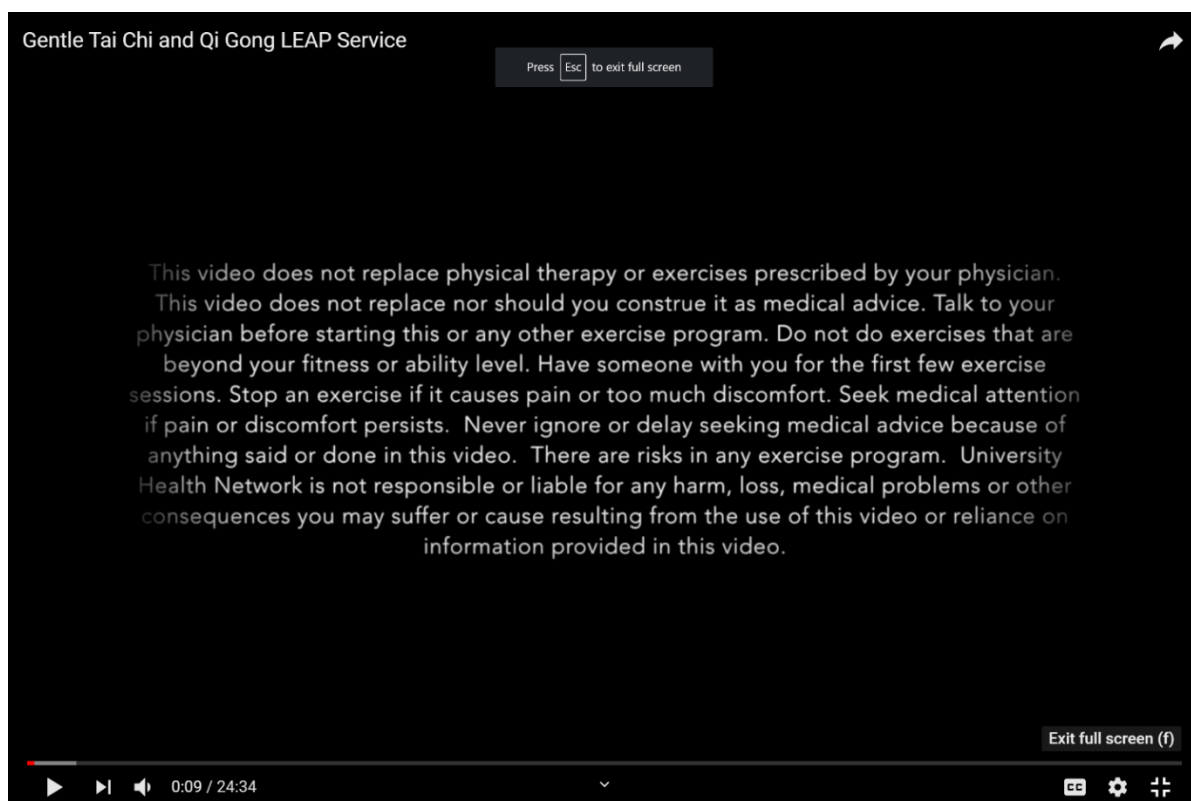 Gentle Tai Chi and Qi Gong LEAP Service
Press Esc to exit full screen
This video does not replace physical therapy or exercises prescribed by your physician.
This video does not replace nor should you construe it as medical advice. Talk to your
physician before starting this or any other exercise program. Do not do exercises that are
beyond your fitness or ability level. Have someone with you for the first few exercise
sessions. Stop an exercise if it causes pain or too much discomfort. Seek medical attention
if pain or discomfort persists.  Never ignore or delay seeking medical advice because of
anything said or done in this video.  There are risks in any exercise program.  University
Health Network is not responsible or liable for any harm, loss, medical problems or other
consequences you may suffer or cause resulting from the use of this video or reliance on
information provided in this video.
Exit full screen (f)
0:09 / 24:34
CC